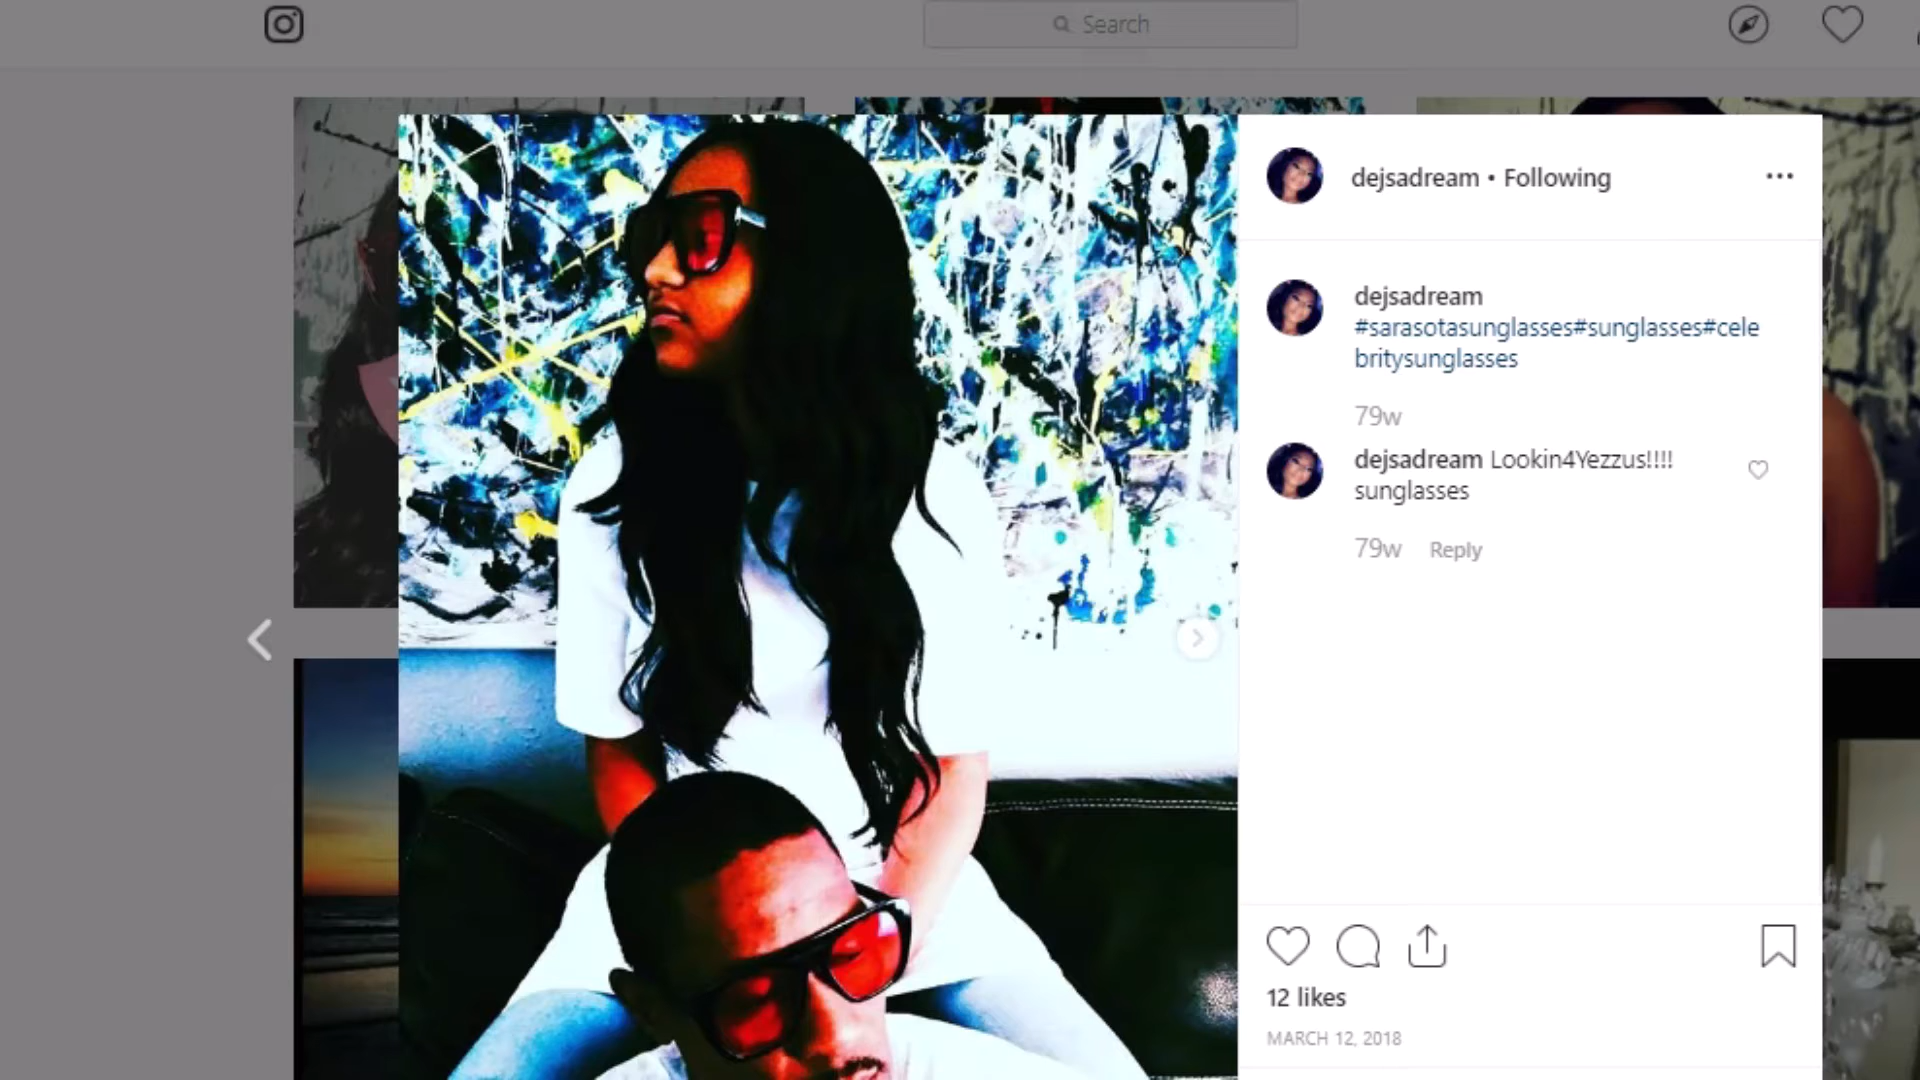 Search
dejsadream • Following
dejsadream
#sarasotasunglasses#sunglasses#cele
britysunglasses
79w
dejsadream Lookin4Yezzus!!!!
sunglasses
79w Reply
12 likes
MARCH 12, 2018